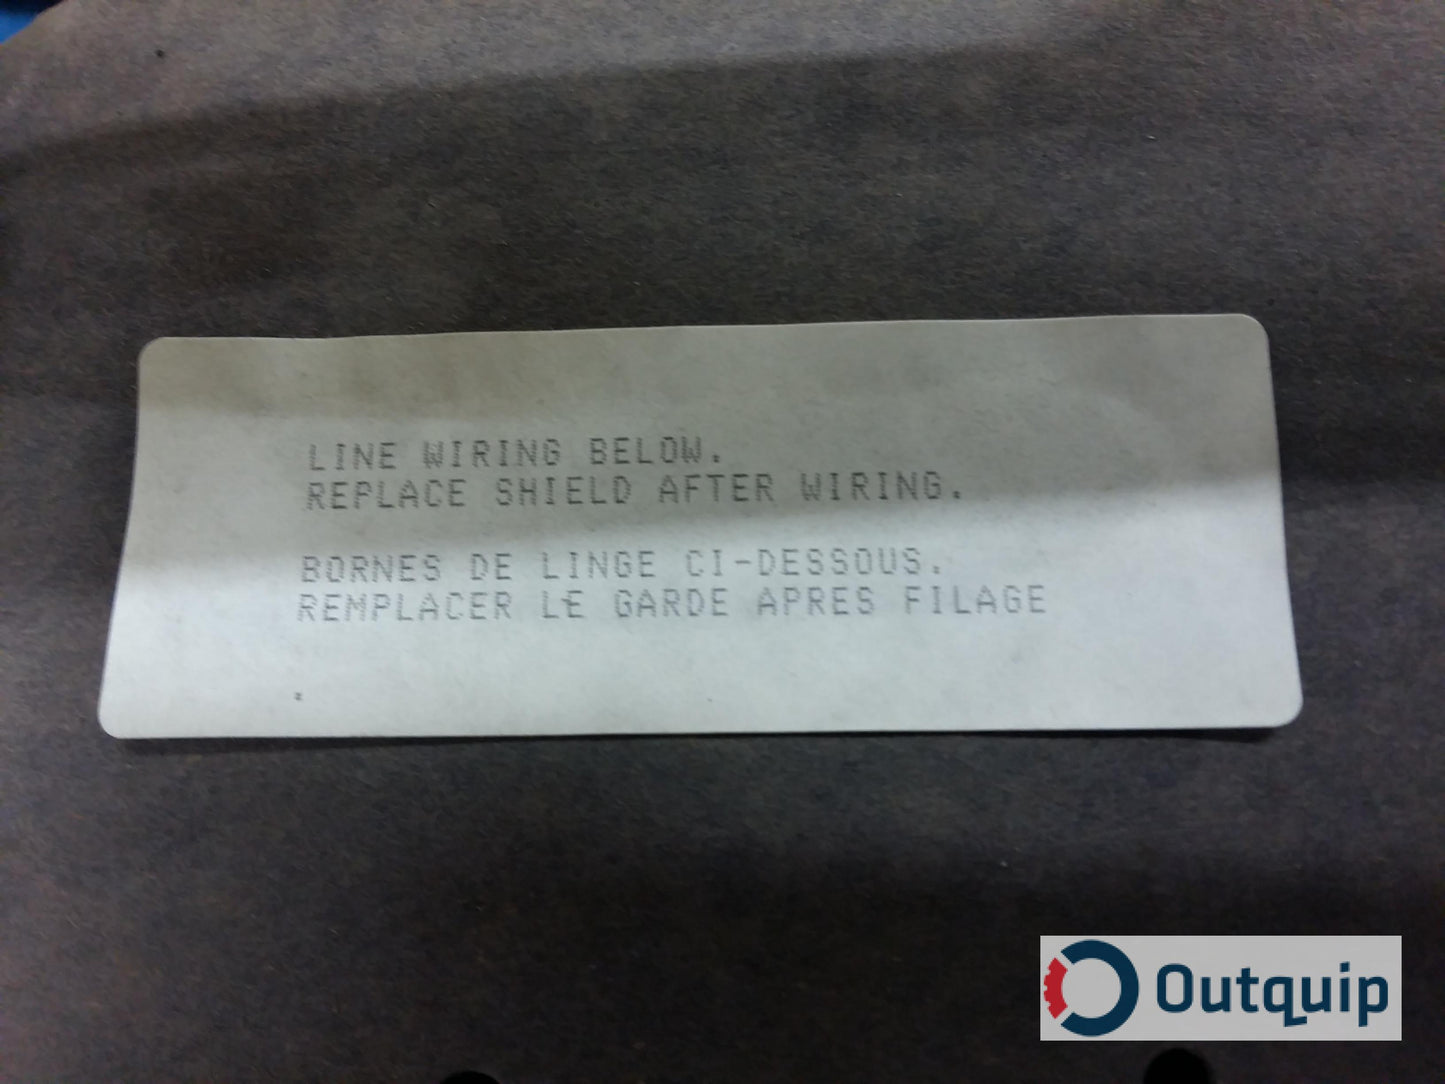 LINE WIRING BELOW.
REPLACE SHIELD AFTER WIRING.
BORNES DE LINGE CI-DESSOUS.
REMPLACER LE GARDE APRES FILAGE
Outquip